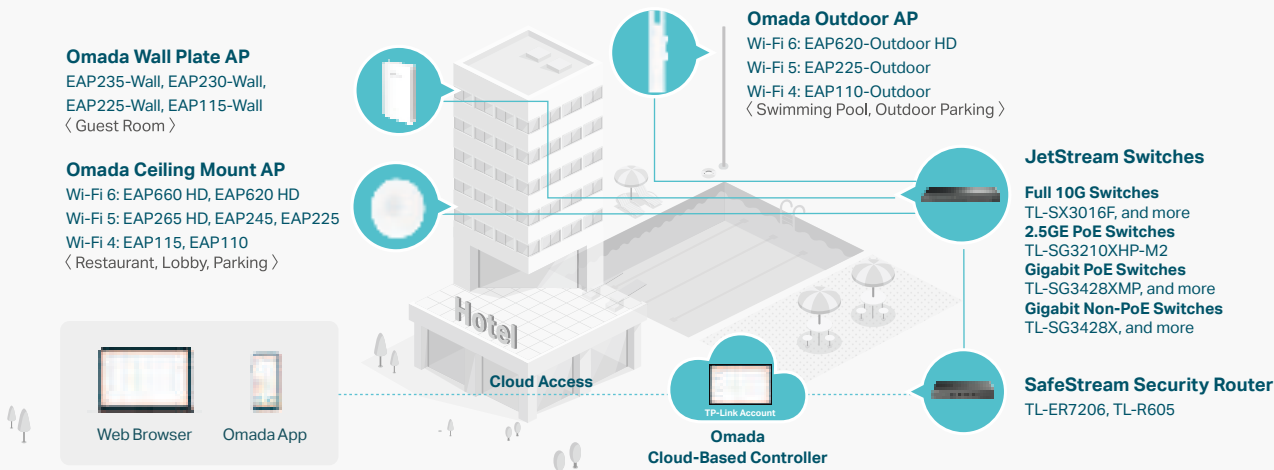 Omada Wall Plate AP
EAP235-Wall, EAP230-Wall,
EAP225-Wall, EAP115-Wall
〈 Guest Room 〉
Omada Ceiling Mount AP
Wi-Fi 6: EAP660 HD, EAP620 HD
Wi-Fi 5: EAP265 HD, EAP245, EAP225
Wi-Fi 4: EAP115, EAP110
〈 Restaurant, Lobby, Parking 〉
Omada Outdoor AP
Wi-Fi 6: EAP620-Outdoor HD
Wi-Fi 5: EAP225-Outdoor
Wi-Fi 4: EAP110-Outdoor
〈 Swimming Pool, Outdoor Parking 〉
JetStream Switches
Full 10G Switches
TL-SX3016F, and more
2.5GE PoE Switches
TL-SG3210XHP-M2
Gigabit PoE Switches
TL-SG3428XMP, and more
Gigabit Non-PoE Switches
TL-SG3428X, and more
Hotel
Web Browser
Omada App
Cloud Access
TP-Link Account
Omada
Cloud-Based Controller
SafeStream Security Router
TL-ER7206, TL-R605